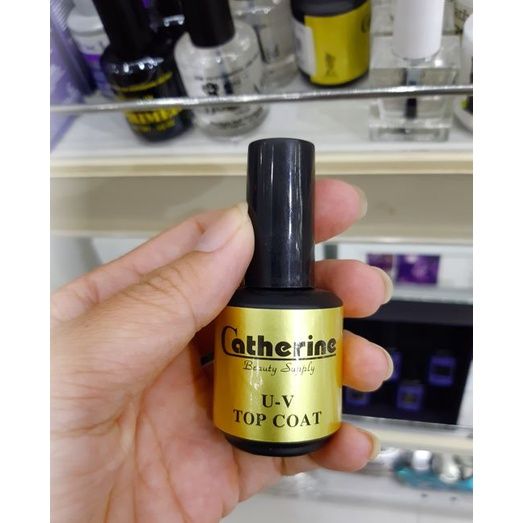 Catherine
Beauty Supply
U-V
TOP COAT